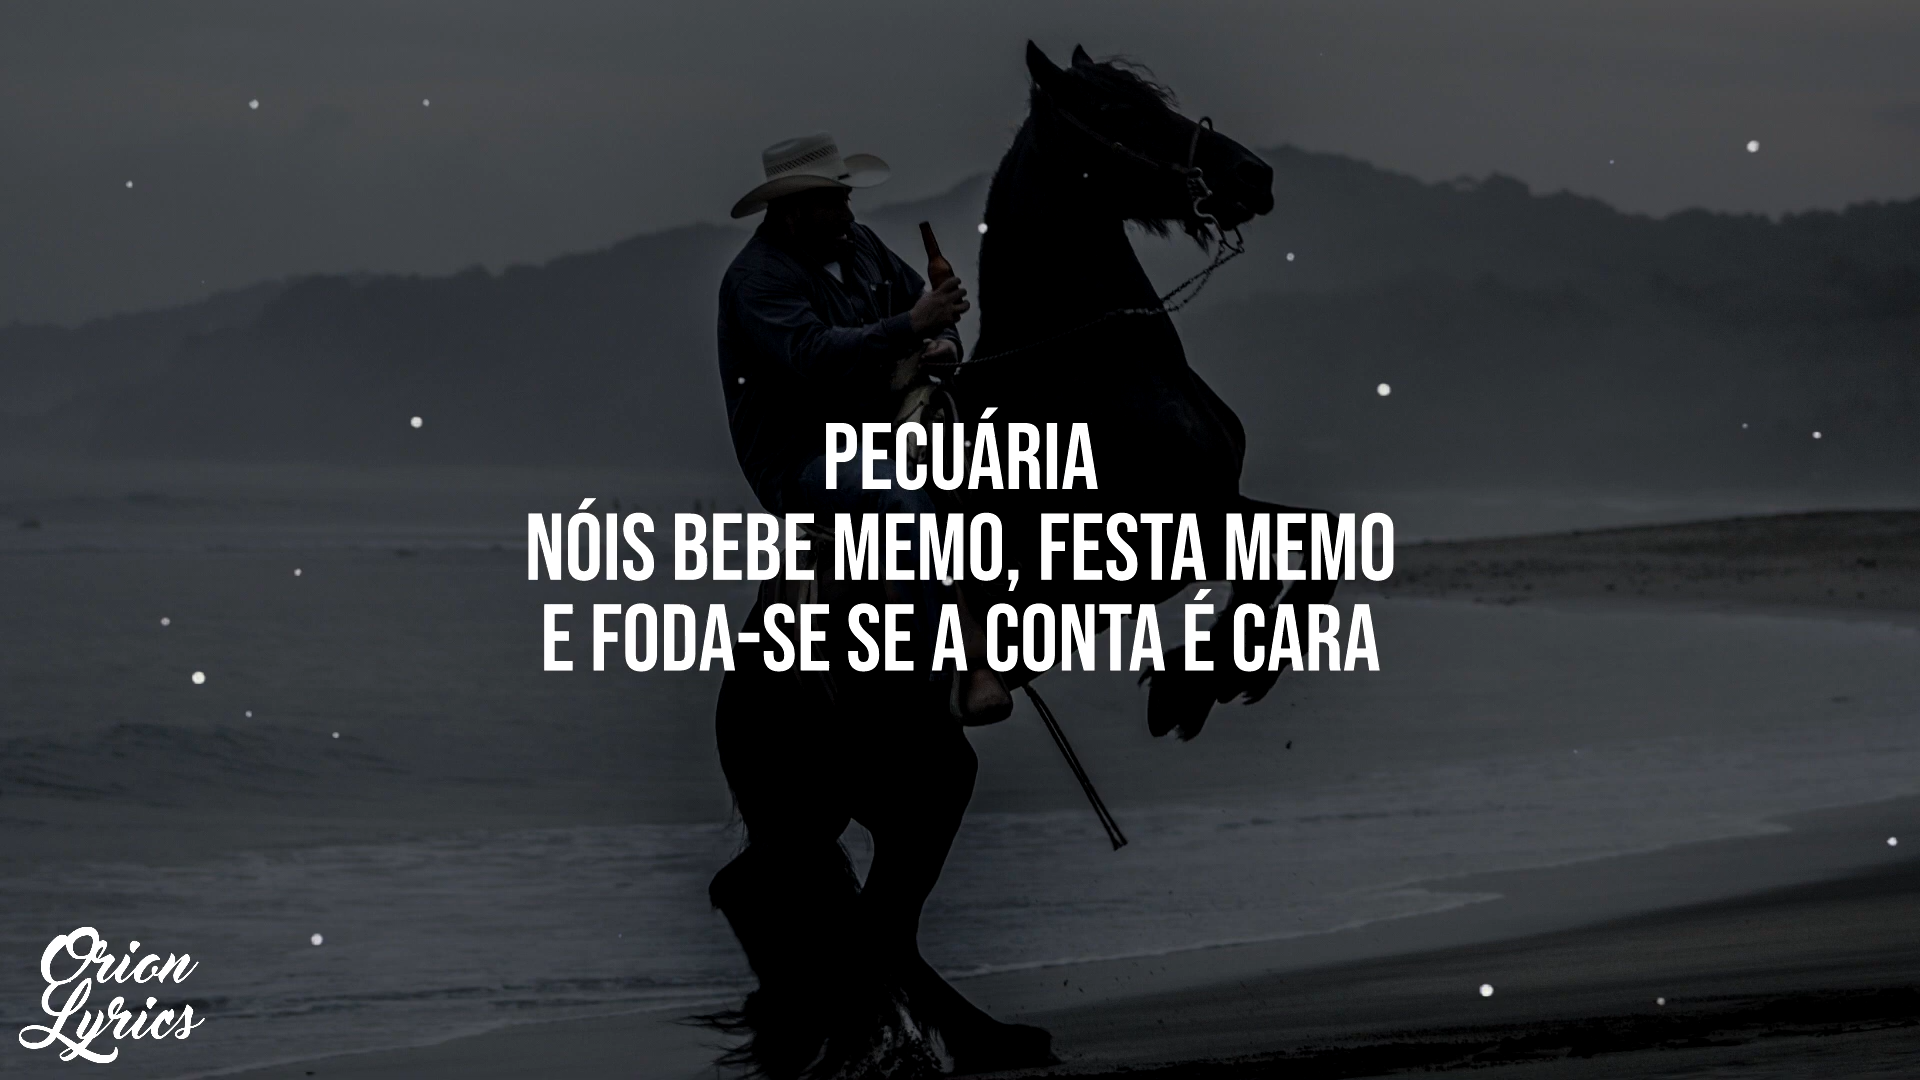 PECUÁRIA
NÓIS BEBE MEMO, FESTA MEMO
E FODA-SE SE A CONTA É CARA
Orion
Lyrics